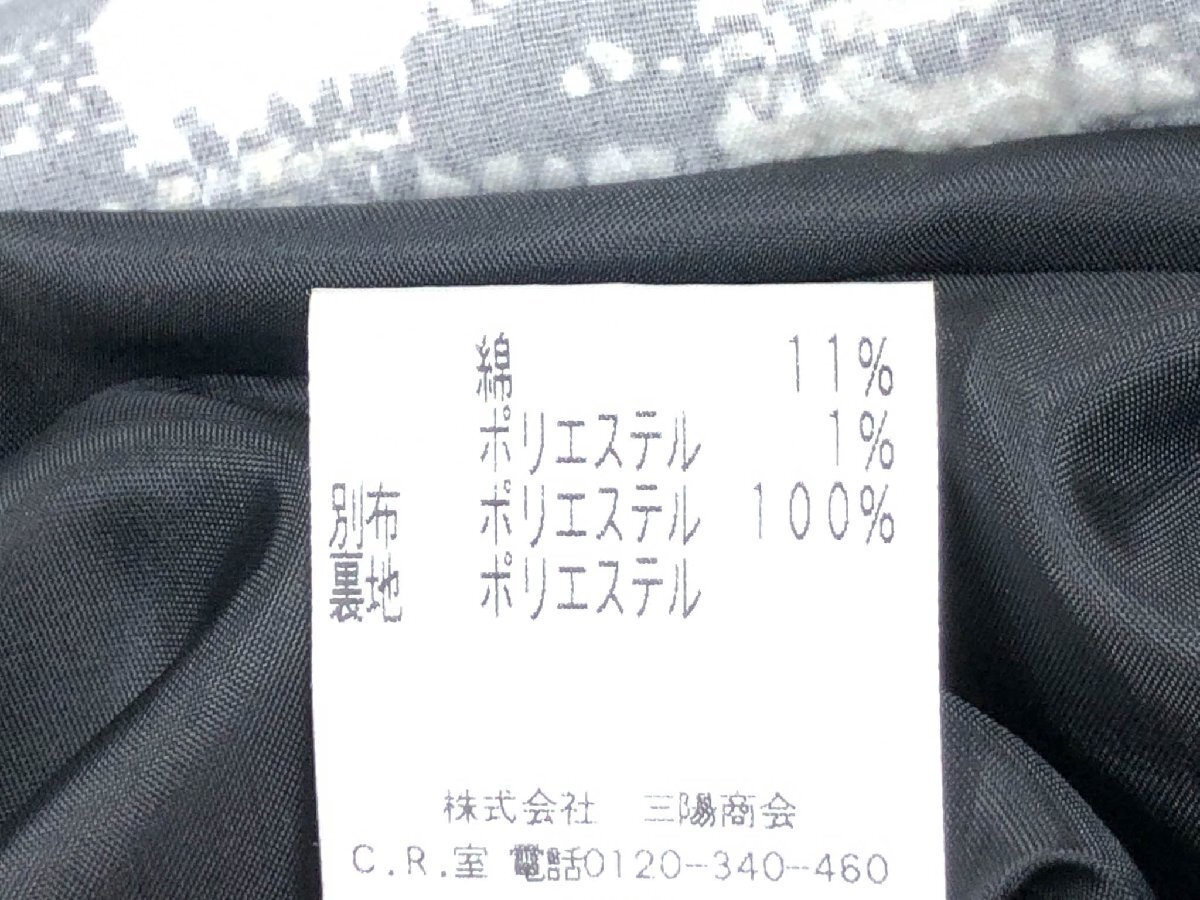 綿 11%
ポリエステル 1%
別布 ポリエステル 100%
裏地 ポリエステル
株式会社 三陽商会
C.R.室 電話0120-340-460